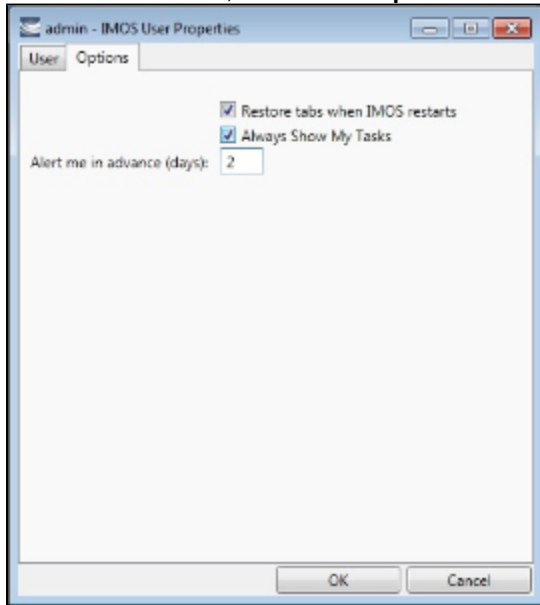 admin - IMOS User Properties
User Options
Restore tabs when IMOS restarts
Always Show My Tasks
Alert me in advance (days): 2
OK Cancel